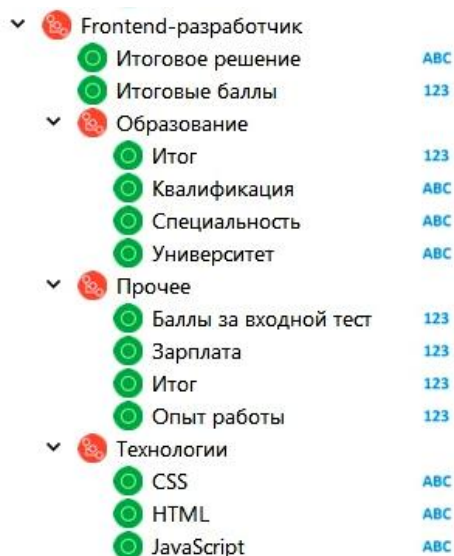 Frontend-разработчик
Итоговое решение ABC
Итоговые баллы 123
Образование
Итог 123
Квалификация ABC
Специальность ABC
Университет ABC
Прочее
Баллы за входной тест 123
Зарплата 123
Итог 123
Опыт работы 123
Технологии
CSS ABC
HTML ABC
JavaScript ABC